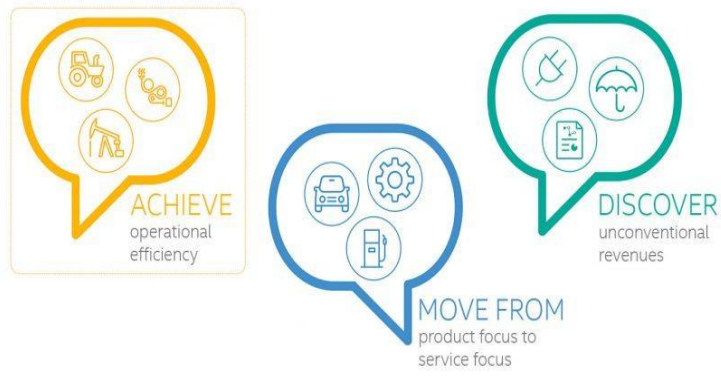 ACHIEVE
operational
efficiency
MOVE FROM
product focus to
service focus
DISCOVER
unconventional
revenues